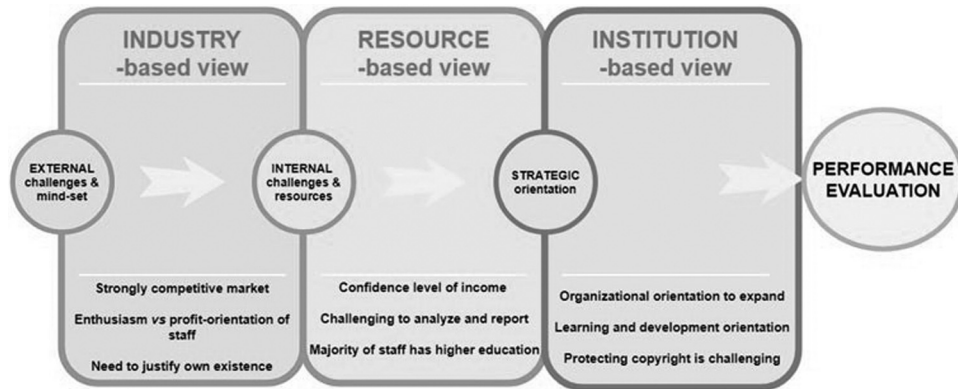 INDUSTRY
-based view
RESOURCE
-based view
INSTITUTION
-based view
EXTERNAL
challenges &
mind-set
INTERNAL
challenges &
resources
STRATEGIC
orientation
PERFORMANCE
EVALUATION
Strongly competitive market
Enthusiasm vs profit-orientation of
staff
Need to justify own existence
Confidence level of income
Challenging to analyze and report
Majority of staff has higher education
Organizational orientation to expand
Learning and development orientation
Protecting copyright is challenging